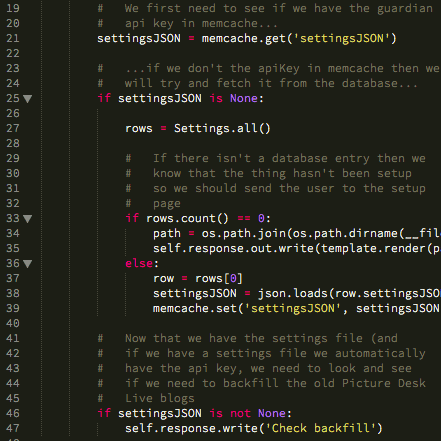 19 # We first need to see if we have the guardian
20 # api key in memcache...
21 settingsJSON = memcache.get('settingsJSON')
22
23 # ...if we don't the apiKey in memcache then we
24 # will try and fetch it from the database...
25 if settingsJSON is None:
26
27 rows = Settings.all()
28
29 # If there isn't a database entry then we
30 # know that the thing hasn't been setup
31 # so we should send the user to the setup
32 # page
33 if rows.count() == 0:
34 path = os.path.join(os.path.dirname(__fil
35 self.response.out.write(template.render(p
36 else:
37 row = rows[0]
38 settingsJSON = json.loads(row.settingsJSO
39 memcache.set('settingsJSON', settingsJSON
40
41 # Now that we have the settings file (and
42 # if we have a settings file we automatically
43 # have the api key, we need to look and see
44 # if we need to backfill the old Picture Desk
45 # Live blogs
46 if settingsJSON is not None:
47 self.response.write('Check backfill')